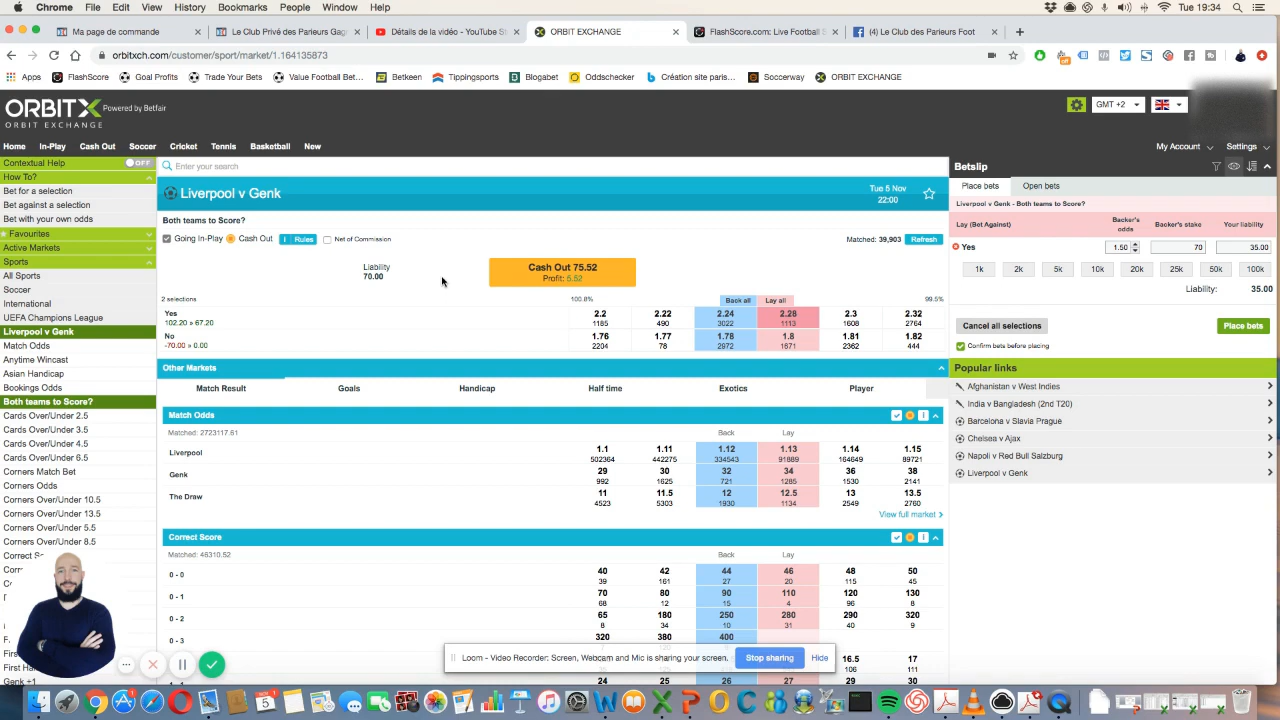 Chrome File Edit View History Bookmarks People Window Help Tue 19:34
Ma page de commande × Le Club Privé des Parieurs Gag × Détails de la vidéo - YouTube S × ORBIT EXCHANGE × FlashScore.com: Live Football S × (4) Le Club des Parieurs Foot × +
orbitxch.com/customer/sport/market/1.164135873
Apps FlashScore Goal Profits Trade Your Bets Value Football Bet... Betkeen Tippingsports Blogabet Oddschecker Création site pari... Soccerway ORBIT EXCHANGE
ORBITX Powered by Betfair
ORBIT EXCHANGE
GMT +2
Home In-Play Cash Out Soccer Cricket Tennis Basketball New My Account Settings
Contextual Help OFF
How To?
Bet for a selection
Bet against a selection
Bet with your own odds
Favourites
Active Markets
Sports
All Sports
Soccer
International
UEFA Champions League
Liverpool v Genk
Match Odds
Anytime Wincast
Asian Handicap
Bookings Odds
Both teams to Score?
Cards Over/Under 2.5
Cards Over/Under 3.5
Cards Over/Under 4.5
Cards Over/Under 6.5
Corners Match Bet
Corners Odds
Corners Over/Under 10.5
Corners Over/Under 13.5
Corners Over/Under 5.5
Corners Over/Under 8.5
Correct Sc
Corr
First H
Genk +1
Enter your search
Liverpool v Genk Tue 5 Nov
22:00
Both teams to Score?
Going In-Play Cash Out Rules Net of Commission Matched: 39,903 Refresh
Liability
70.00
Cash Out 75.52
Profit: 5.52
2 selections 100.8% Back all Lay all 99.5%
Yes 2.2 2.22 2.24 2.28 2.3 2.32
102.20 » 67.20 1185 490 3022 1113 1608 2764
No 1.76 1.77 1.78 1.8 1.81 1.82
-70.00 » 0.00 2204 78 2972 1871 2362 444
Other Markets
Match Result Goals Handicap Half time Exotics Player
Match Odds
Matched: 2723117.61 Back Lay
Liverpool 1.1 1.11 1.12 1.13 1.14 1.15
502364 442275 334543 91889 164649 89721
Genk 29 30 32 34 36 38
992 1625 721 1285 1530 2141
The Draw 11 11.5 12 12.5 13 13.5
4523 5303 1930 1134 2549 2760
View full market
Correct Score
Matched: 46310.52 Back Lay
0 - 0 40 42 44 46 48 50
39 161 27 20 115 45
0 - 1 70 80 90 110 120 130
68 12 15 4 96 8
0 - 2 65 180 250 280 290 320
8 34 10 31 40 9
0 - 3 320 380 400
16.5 17
24 25 26 27 29 30
Betslip
Place bets Open bets
Liverpool v Genk - Both teams to Score?
Lay (Bet Against) Backer's odds Backer's stake Your liability
Yes 1.50 70 35.00
1k 2k 5k 10k 20k 25k 50k 100k
Liability: 35.00
Cancel all selections Place bets
Confirm bets before placing
Popular links
Afghanistan v West Indies
India v Bangladesh (2nd T20)
Barcelona v Slavia Prague
Chelsea v Ajax
Napoli v Red Bull Salzburg
Liverpool v Genk
Loom - Video Recorder: Screen, Webcam and Mic is sharing your screen. Stop sharing Hide